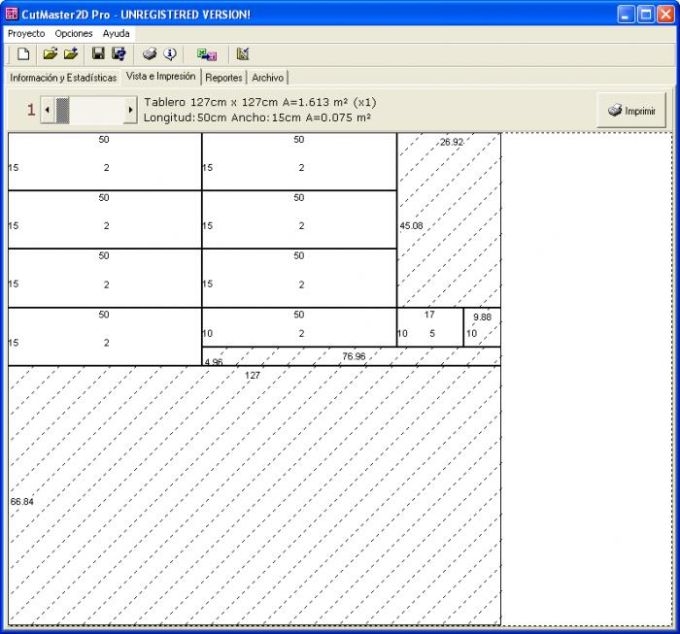 CutMaster2D Pro - UNREGISTERED VERSION!
Proyecto Opciones Ayuda
Información y Estadísticas Vista e Impresión Reportes Archivo
1 Tablero 127cm x 127cm A=1.613 m² (x1)
Longitud:50cm Ancho:15cm A=0.075 m²
Imprimir
50 50 26.92
15 2 15 2
50 50
15 2 15 2 45.08
50 50
15 2 15 2
50 50 17 9.88
15 2 10 2 10 5 10
4.96 76.96
127
66.84